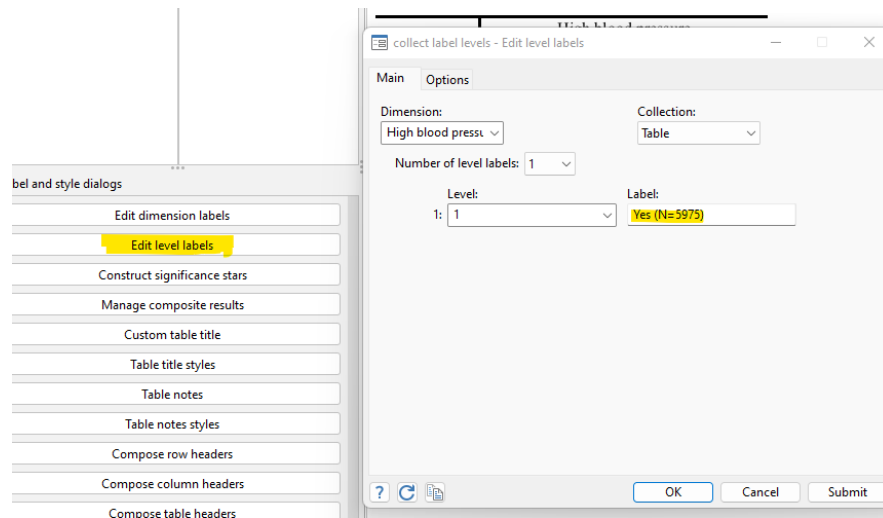 High blood pressure
collect label levels - Edit level labels
Main Options
Dimension: Collection:
High blood pressu Table
Number of level labels: 1
Level: Label:
1: 1 Yes (N=5975)
OK Cancel Submit
bel and style dialogs
Edit dimension labels
Edit level labels
Construct significance stars
Manage composite results
Custom table title
Table title styles
Table notes
Table notes styles
Compose row headers
Compose column headers
Compose table headers